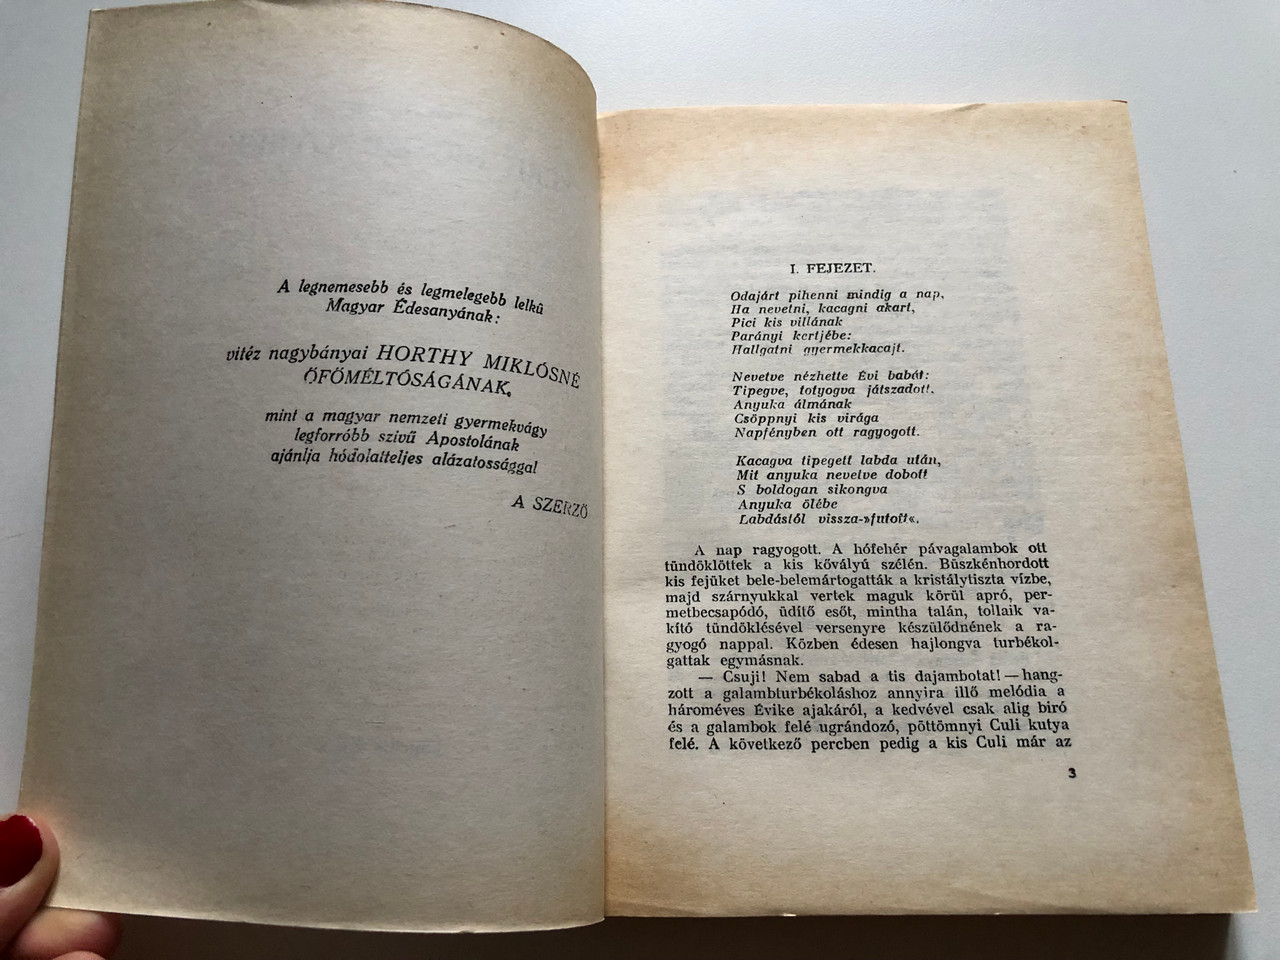 A legnemesebb és legmelegebb lelkű
Magyar Édesanyának:
vitéz nagybányai HORTHY MIKLÓSNÉ
ŐFŐMÉLTÓSÁGÁNAK,
mint a magyar nemzeti gyermekvágy
legforróbb szivű Apostolának
ajánlja hódolatteljes alázatossággal
A SZERZŐ
I. FEJEZET.
Odajárt pihenni mindig a nap,
Ha nevetni, kacagni akart,
Pici kis villának
Parányi kertjébe:
Hallgatni gyermekkacajt.
Nevetve nézhette Évi babát:
Tipegve, totyogva játszadott.
Anyuka álmának
Csöppnyi kis virága
Napfényben ott ragyogott.
Kacagva tipegett labda után,
Mit anyuka nevetve dobott
S boldogan sikongva
Anyuka ölébe
Labdástól vissza-»futott«.
A nap ragyogott. A hófehér pávagalambok ott
tündöklöttek a kis kővályú szélén. Büszkénhordott
kis fejüket bele-belemártogatták a kristálytiszta vízbe,
majd szárnyukkal vertek maguk körül apró, per-
metbecsapódó, üdítő esőt, mintha talán, tollaik va-
kító tündöklésével versenyre készülődnének a ra-
gyogó nappal. Közben édesen hajlongva turbékol-
gattak egymásnak.
— Csuji! Nem sabad a tis dajambotat! — hang-
zott a galambturbékoláshoz annyira illő melódia a
hároméves Évike ajakáról, a kedvével csak alig biró
és a galambok felé ugrándozó, pöttömnyi Culi kutya
felé. A következő percben pedig a kis Culi már az
3